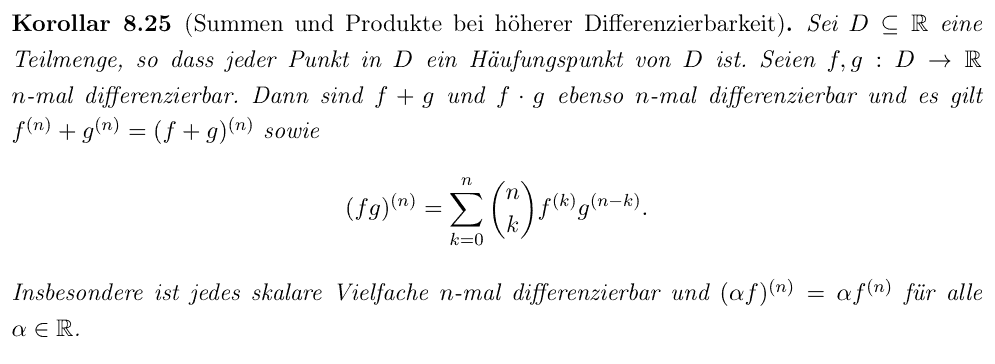 Korollar 8.25 (Summen und Produkte bei höherer Differenzierbarkeit). Sei D ⊆ ℝ eine
Teilmenge, so dass jeder Punkt in D ein Häufungspunkt von D ist. Seien f, g : D → ℝ
n-mal differenzierbar. Dann sind f + g und f · g ebenso n-mal differenzierbar und es gilt
f⁽ⁿ⁾ + g⁽ⁿ⁾ = (f + g)⁽ⁿ⁾ sowie
(fg)⁽ⁿ⁾ = \sum_{k=0}^{n} \binom{n}{k} f^{(k)} g^{(n-k)}.
Insbesondere ist jedes skalare Vielfache n-mal differenzierbar und (αf)⁽ⁿ⁾ = αf⁽ⁿ⁾ für alle
α ∈ ℝ.